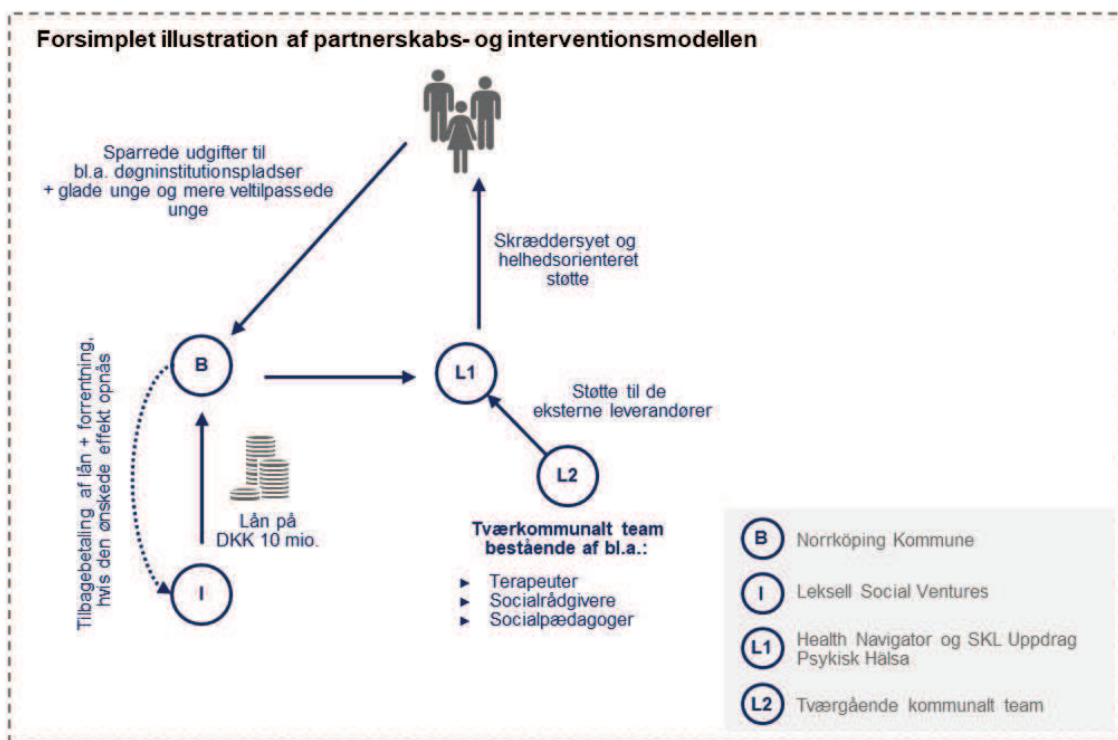 Forsimplet illustration af partnerskabs- og interventionsmodellen
Sparrede udgifter til
bl.a. døgninstitutionspladser
+ glade unge og mere veltilpassede
unge
Skræddersyet og
helhedsorienteret
støtte
Tilbagebetaling af lån + forrentning,
hvis den ønskede effekt opnås
B
L1
Støtte til de
eksterne leverandører
L2
Lån på
DKK 10 mio.
I
Tværkommunalt team
bestående af bl.a.:
► Terapeuter
► Socialrådgivere
► Socialpædagoger
B Norrköping Kommune
I Leksell Social Ventures
L1 Health Navigator og SKL Uppdrag
Psykisk Hälsa
L2 Tværgående kommunalt team